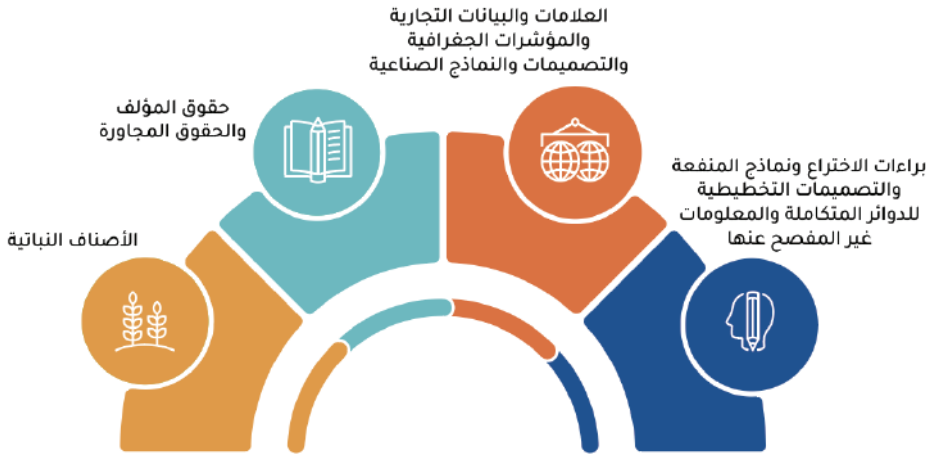 براءات الاختراع ونماذج المنفعة
والتصميمات التخطيطية
للدوائر المتكاملة والمعلومات
غير المفصح عنها
العلامات والبيانات التجارية
والمؤشرات الجغرافية
والتصميمات والنماذج الصناعية
حقوق المؤلف
والحقوق المجاورة
الأصناف النباتية